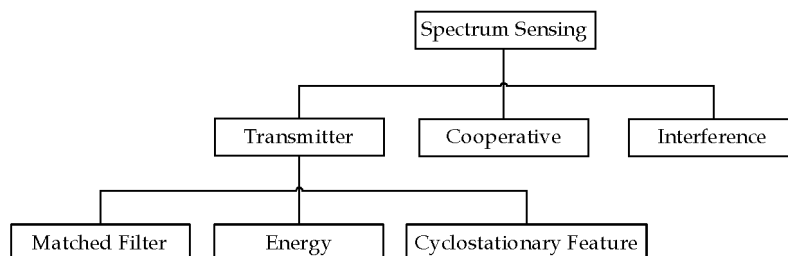 Spectrum Sensing
Transmitter
Cooperative
Interference
Matched Filter
Energy
Cyclostationary Feature